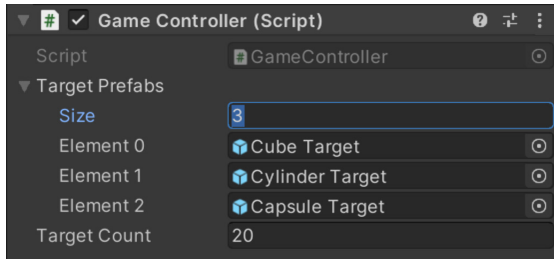 # Game Controller (Script)
Script # GameController
Target Prefabs
Size 3
Element 0 Cube Target
Element 1 Cylinder Target
Element 2 Capsule Target
Target Count 20